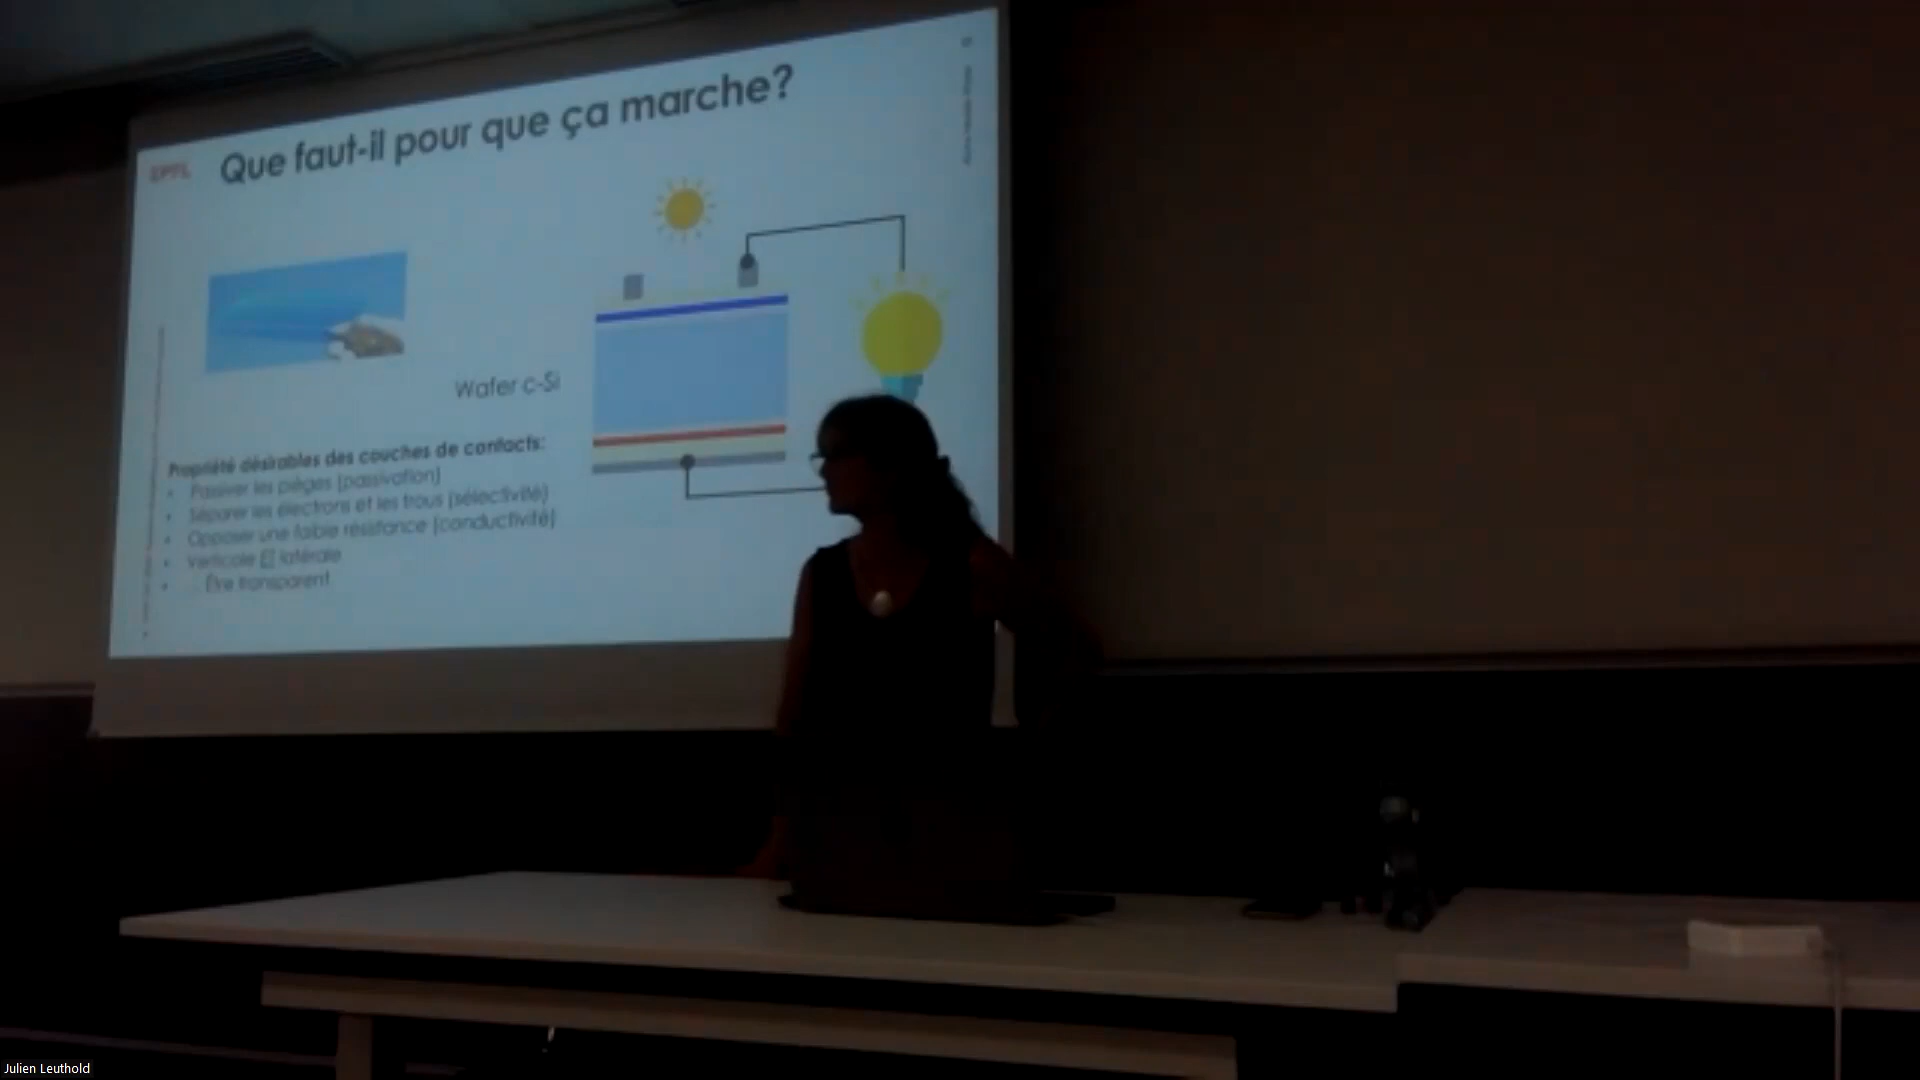 Que faut-il pour que ça marche?
EPFL
Wafer c-Si
Propriété désirables des couches de contacts:
• Passiver les pièges (passivation)
• Séparer les électrons et les trous (sélectivité)
• Opposer une faible résistance (conductivité)
• Verticale ET latérale
• Être transparent
Julien Leuthold